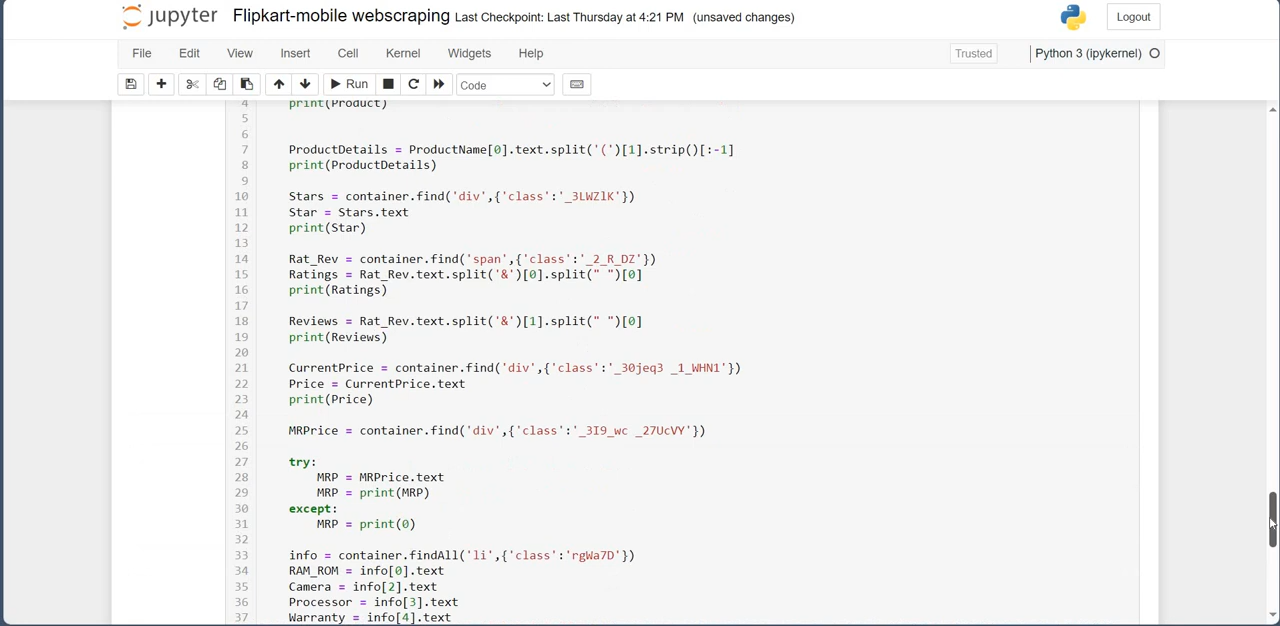 jupyter Flipkart-mobile webscraping Last Checkpoint: Last Thursday at 4:21 PM (unsaved changes) Logout
File Edit View Insert Cell Kernel Widgets Help Trusted Python 3 (ipykernel)
Run Code
4 print(Product)
5
6
7 ProductDetails = ProductName[0].text.split('(')[1].strip()[:-1]
8 print(ProductDetails)
9
10 Stars = container.find('div',{'class':'_3LWZlK'})
11 Star = Stars.text
12 print(Star)
13
14 Rat_Rev = container.find('span',{'class':'_2_R_DZ'})
15 Ratings = Rat_Rev.text.split('&')[0].split(" ")[0]
16 print(Ratings)
17
18 Reviews = Rat_Rev.text.split('&')[1].split(" ")[0]
19 print(Reviews)
20
21 CurrentPrice = container.find('div',{'class':'_30jeq3 _1_WHN1'})
22 Price = CurrentPrice.text
23 print(Price)
24
25 MRPrice = container.find('div',{'class':'_3I9_wc _27UcVY'})
26
27 try:
28 MRP = MRPrice.text
29 MRP = print(MRP)
30 except:
31 MRP = print(0)
32
33 info = container.findAll('li',{'class':'rgWa7D'})
34 RAM_ROM = info[0].text
35 Camera = info[2].text
36 Processor = info[3].text
37 Warranty = info[4].text